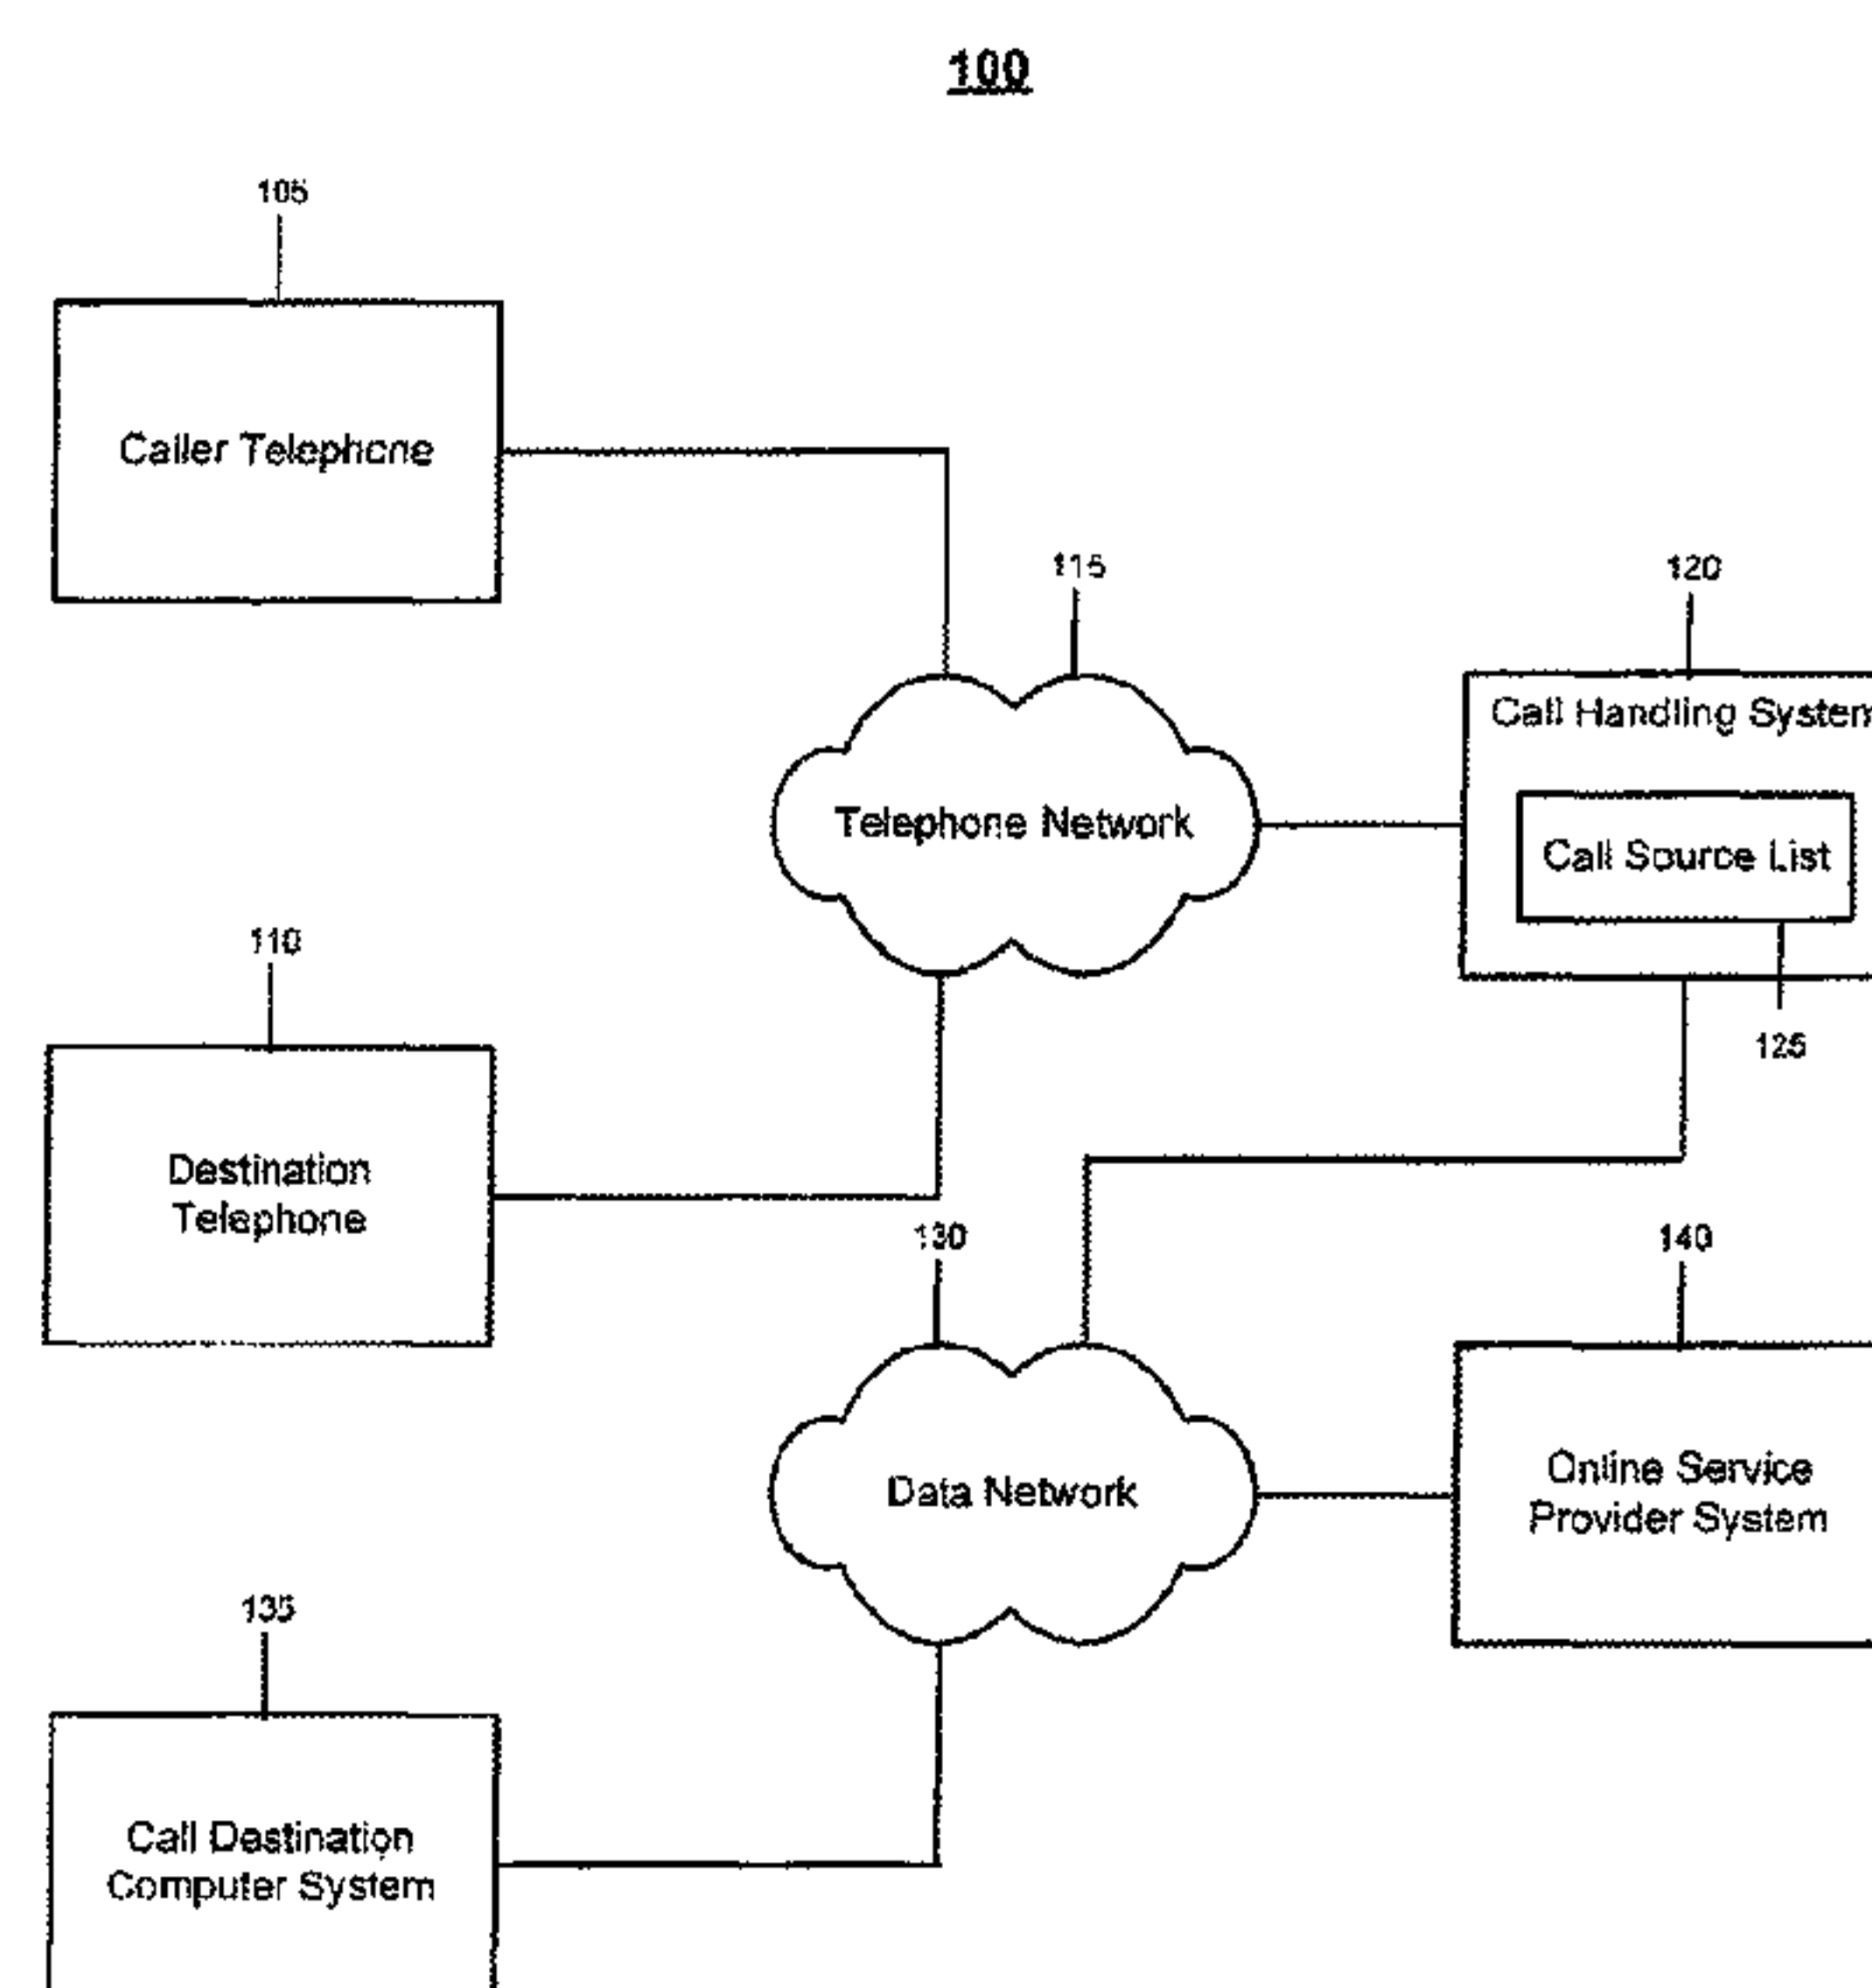 100
105
Caller Telephone
115
120
Call Handling System
Telephone Network
Call Source List
110
125
Destination
Telephone
130
140
Data Network
Online Service
Provider System
135
Call Destination
Computer System